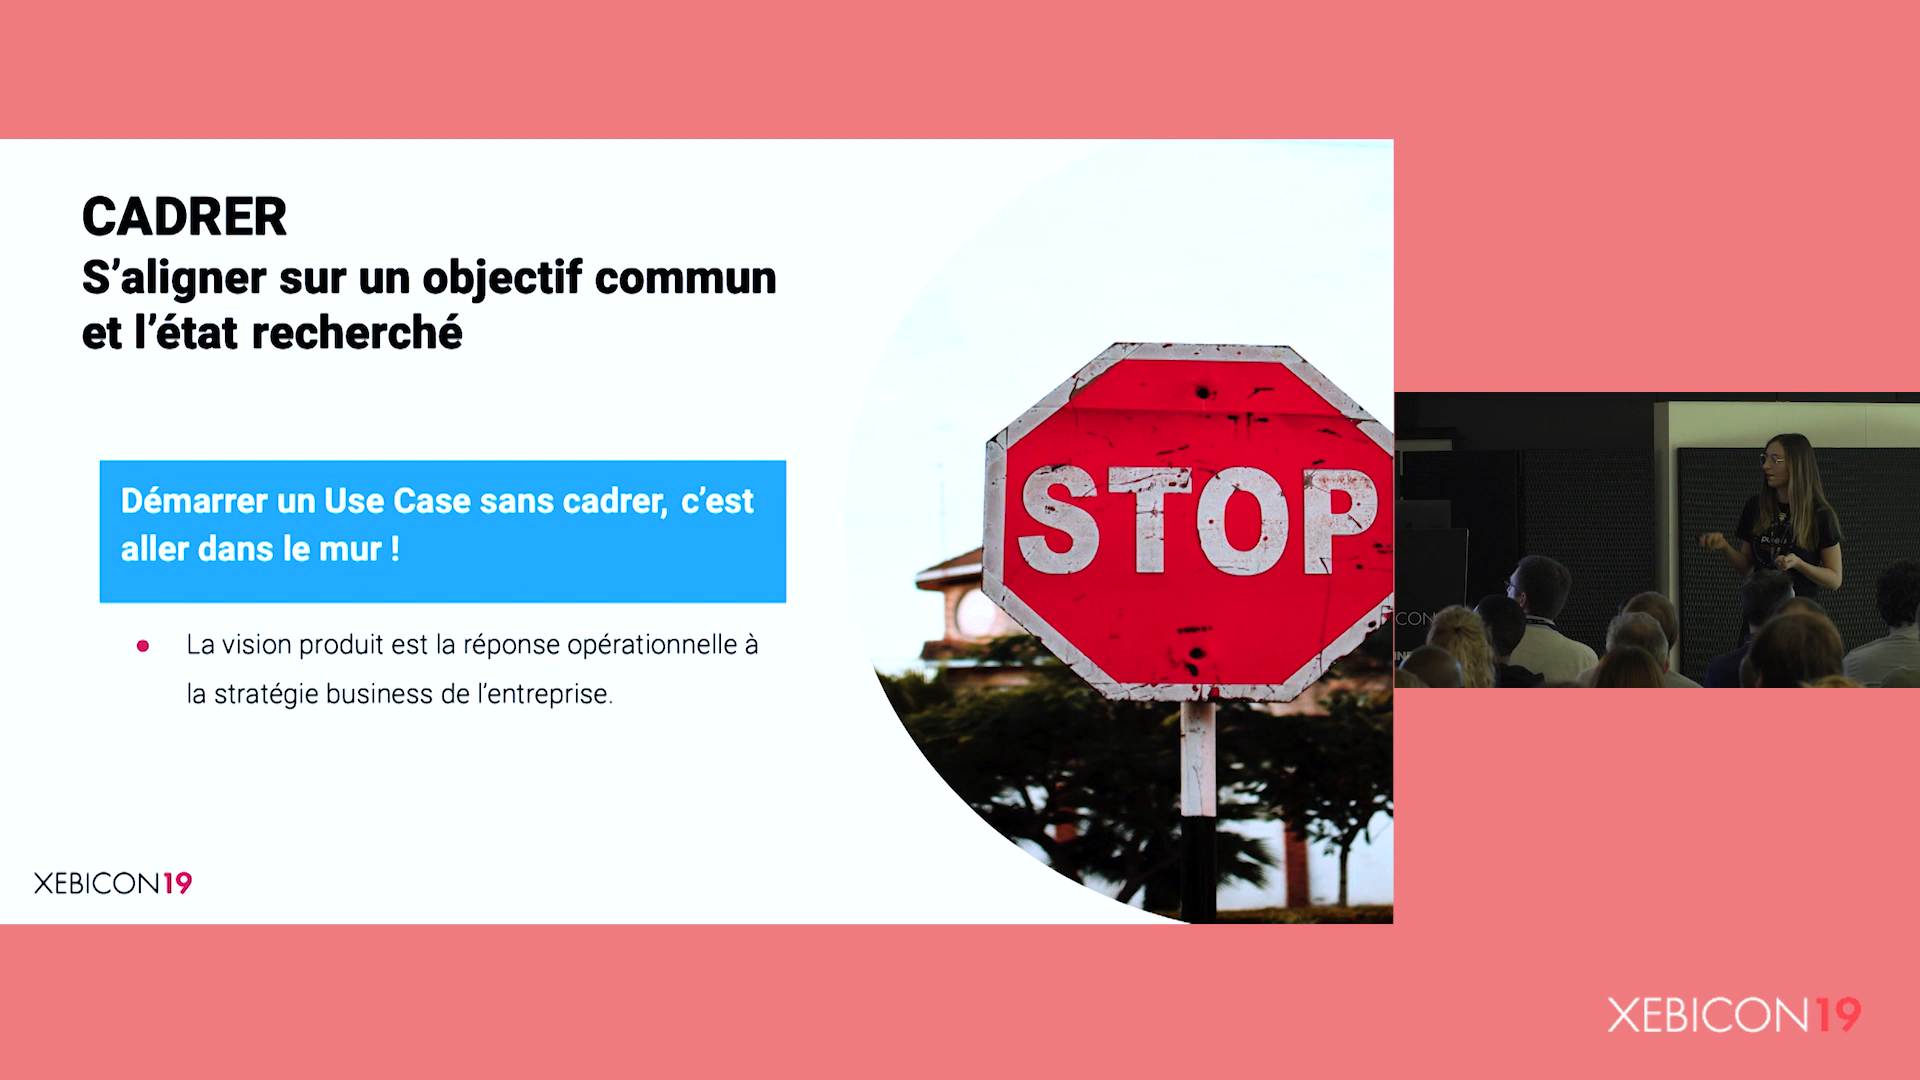 CADRER
S’aligner sur un objectif commun
et l’état recherché
Démarrer un Use Case sans cadrer, c’est
aller dans le mur !
● La vision produit est la réponse opérationnelle à
la stratégie business de l’entreprise.
STOP
XEBICON19
XEBICON19